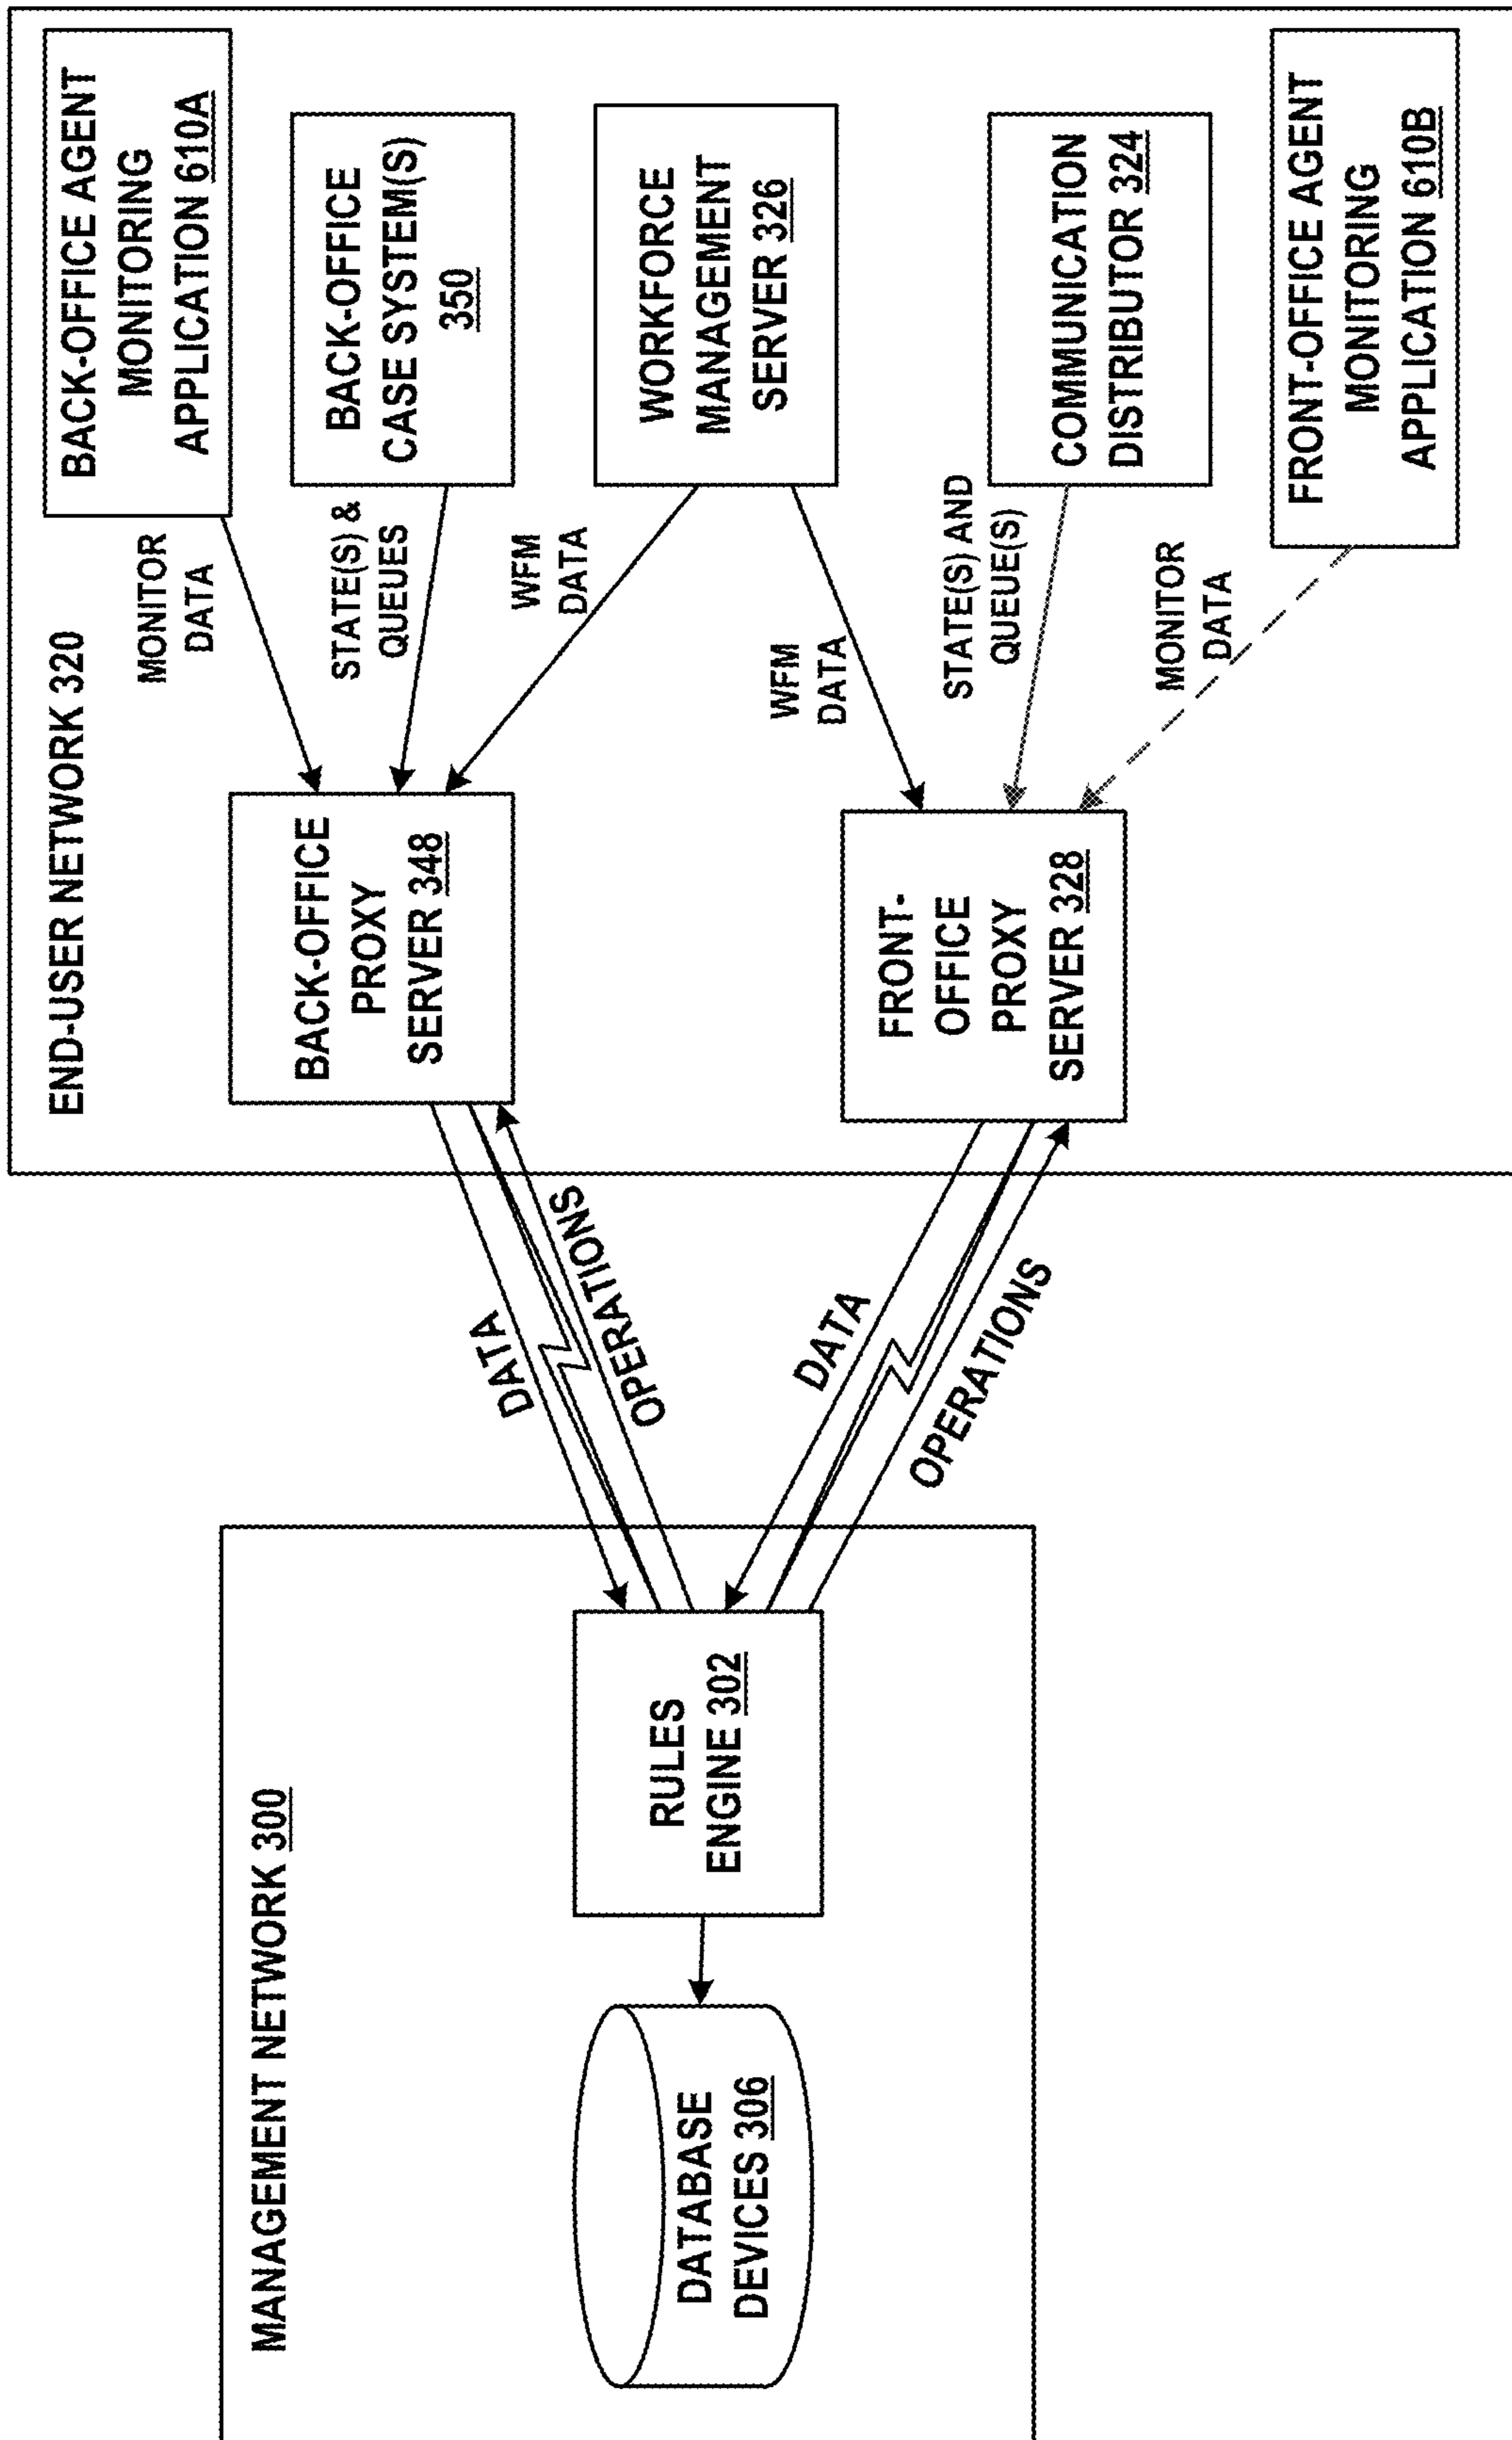 MANAGEMENT NETWORK 300
DATABASE
DEVICES 306
RULES
ENGINE 302
DATA
OPERATIONS
DATA
OPERATIONS
END-USER NETWORK 320
BACK-OFFICE
PROXY
SERVER 348
FRONT-
OFFICE
PROXY
SERVER 328
MONITOR
DATA
STATE(S) &
QUEUES
WFM
DATA
WFM
DATA
STATE(S) AND
QUEUE(S)
MONITOR
DATA
BACK-OFFICE AGENT
MONITORING
APPLICATION 610A
BACK-OFFICE
CASE SYSTEM(S)
350
WORKFORCE
MANAGEMENT
SERVER 326
COMMUNICATION
DISTRIBUTOR 324
FRONT-OFFICE AGENT
MONITORING
APPLICATION 610B